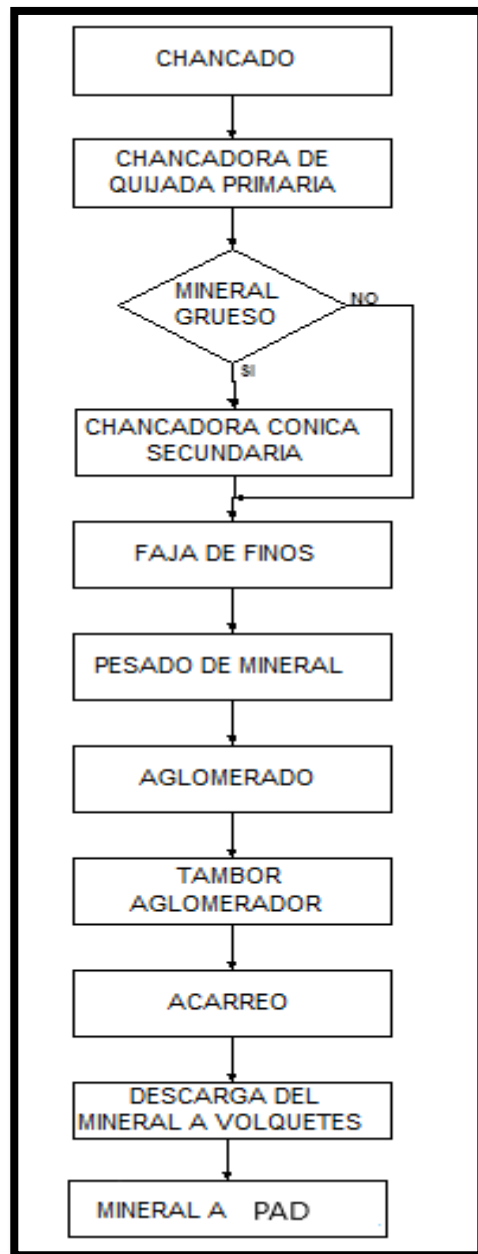 CHANCADO
CHANCADORA DE
QUIJADA PRIMARIA
MINERAL
GRUESO
NO
SI
CHANCADORA CONICA
SECUNDARIA
FAJA DE FINOS
PESADO DE MINERAL
AGLOMERADO
TAMBOR
AGLOMERADOR
ACARREO
DESCARGA DEL
MINERAL A VOLQUETES
MINERAL A PAD